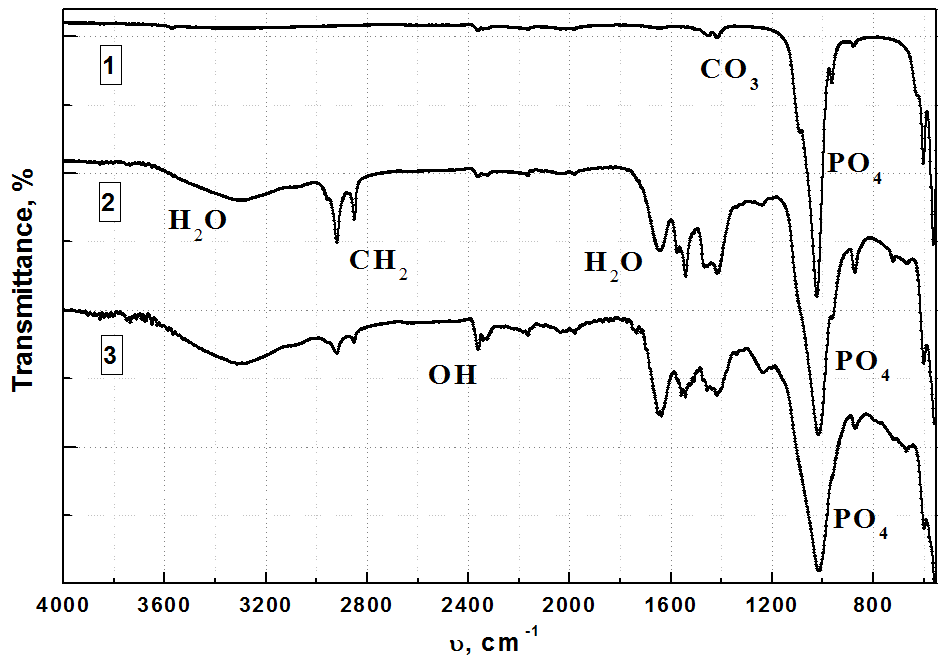 1
CO₃
PO₄
2
H₂O
CH₂
H₂O
3
OH
PO₄
PO₄
Transmittance, %
4000 3600 3200 2800 2400 2000 1600 1200 800
υ, cm⁻¹